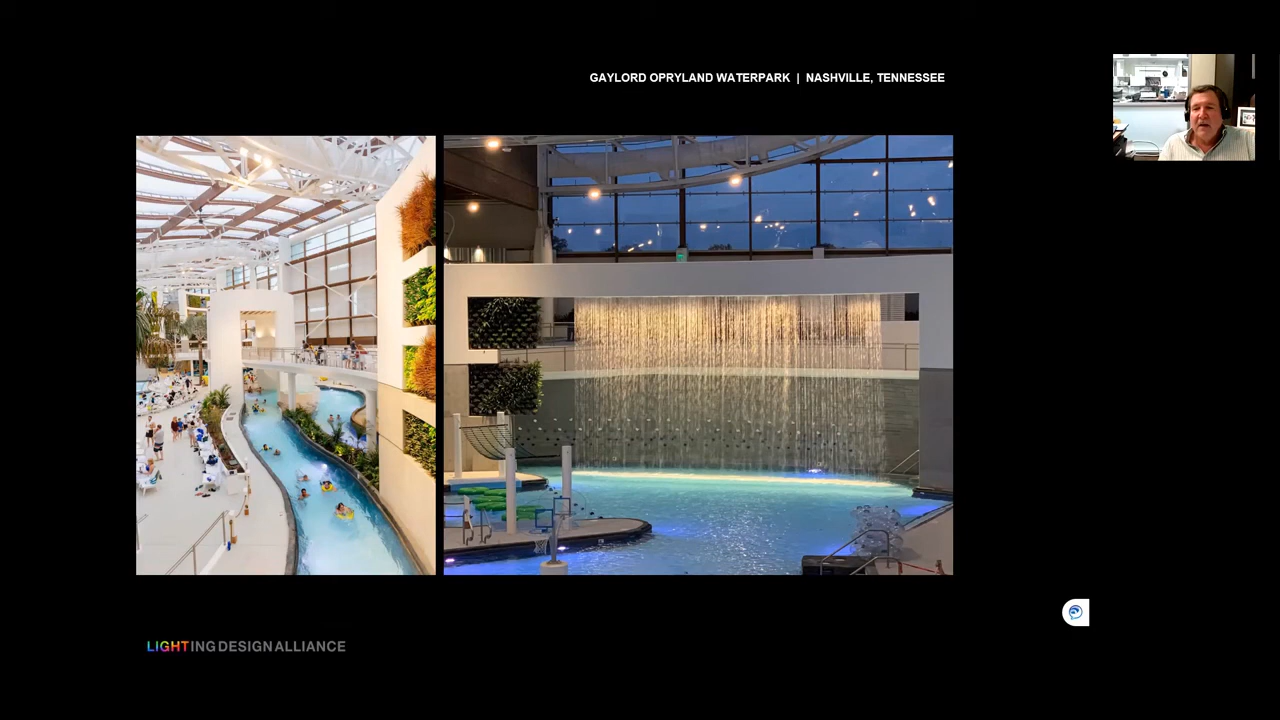 GAYLORD OPRYLAND WATERPARK | NASHVILLE, TENNESSEE
LIGHTING DESIGN ALLIANCE